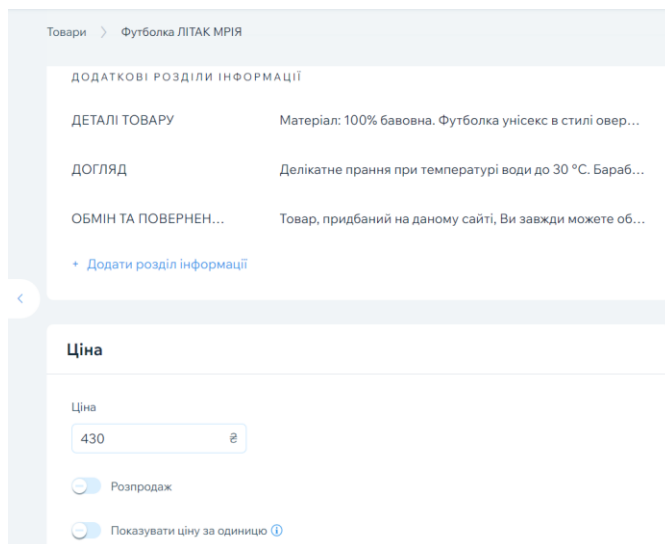 Товари > Футболка ЛІТАК МРІЯ
ДОДАТКОВІ РОЗДІЛИ ІНФОРМАЦІЇ
ДЕТАЛІ ТОВАРУ Матеріал: 100% бавовна. Футболка унісекс в стилі овер...
ДОГЛЯД Делікатне прання при температурі води до 30 °C. Бараб...
ОБМІН ТА ПОВЕРНЕН... Товар, придбаний на даному сайті, Ви завжди можете об...
+ Додати розділ інформації
Ціна
Ціна
430 ₴
Розпродаж
Показувати ціну за одиницю